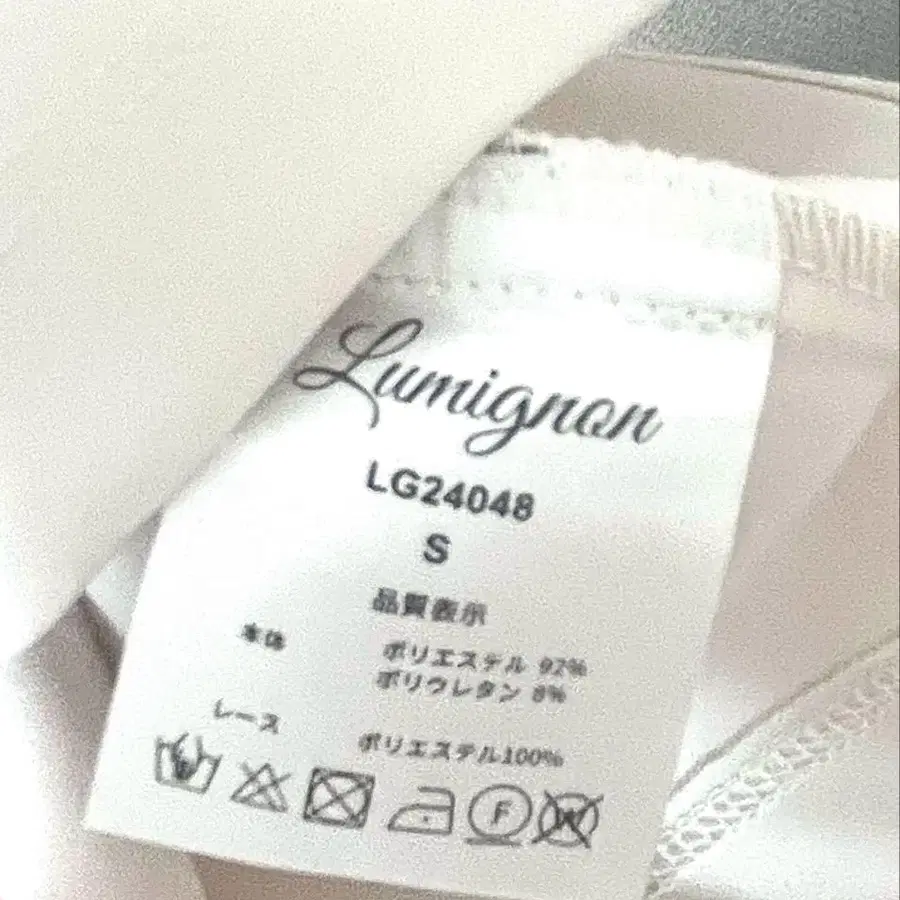 Lumignon
LG24048
S
品質表示
本体 ポリエステル 92%
ポリウレタン 8%
レース
ポリエステル100%
F
W